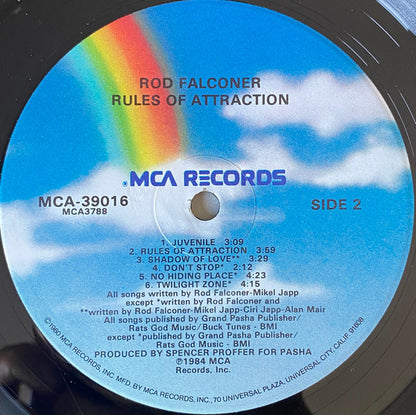 ROD FALCONER
RULES OF ATTRACTION
MCA RECORDS
MCA-39016
MCA3788
SIDE 2
1. JUVENILE 3:09
2. RULES OF ATTRACTION 3:59
3. SHADOW OF LOVE** 3:29
4. DON'T STOP* 2:12
5. NO HIDING PLACE* 4:23
6. TWILIGHT ZONE* 4:15
All songs written by Rod Falconer-Mikel Japp
except *written by Rod Falconer and
**written by Rod Falconer-Mikel Japp-Ciri Japp-Alan Mair
All songs published by Grand Pasha Publisher/
Rats God Music/Buck Tunes - BMI
except *published by Grand Pasha Publisher/
Rats God Music - BMI
PRODUCED BY SPENCER PROFFER FOR PASHA
Ⓟ1984 MCA
Records, Inc.
©1980 MCA RECORDS, INC. MFG. BY MCA RECORDS, INC., 70 UNIVERSAL PLAZA, UNIVERSAL CITY, CALIF. 91608